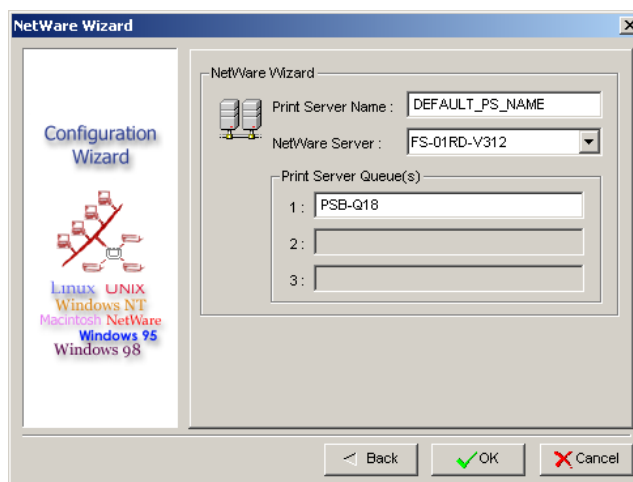 NetWare Wizard
Configuration
Wizard
Linux UNIX
Windows NT
Macintosh NetWare
Windows 95
Windows 98
NetWare Wizard
Print Server Name : DEFAULT_PS_NAME
NetWare Server : FS-01RD-V312
Print Server Queue(s)
1 : PSB-Q18
2 :
3 :
Back
OK
Cancel